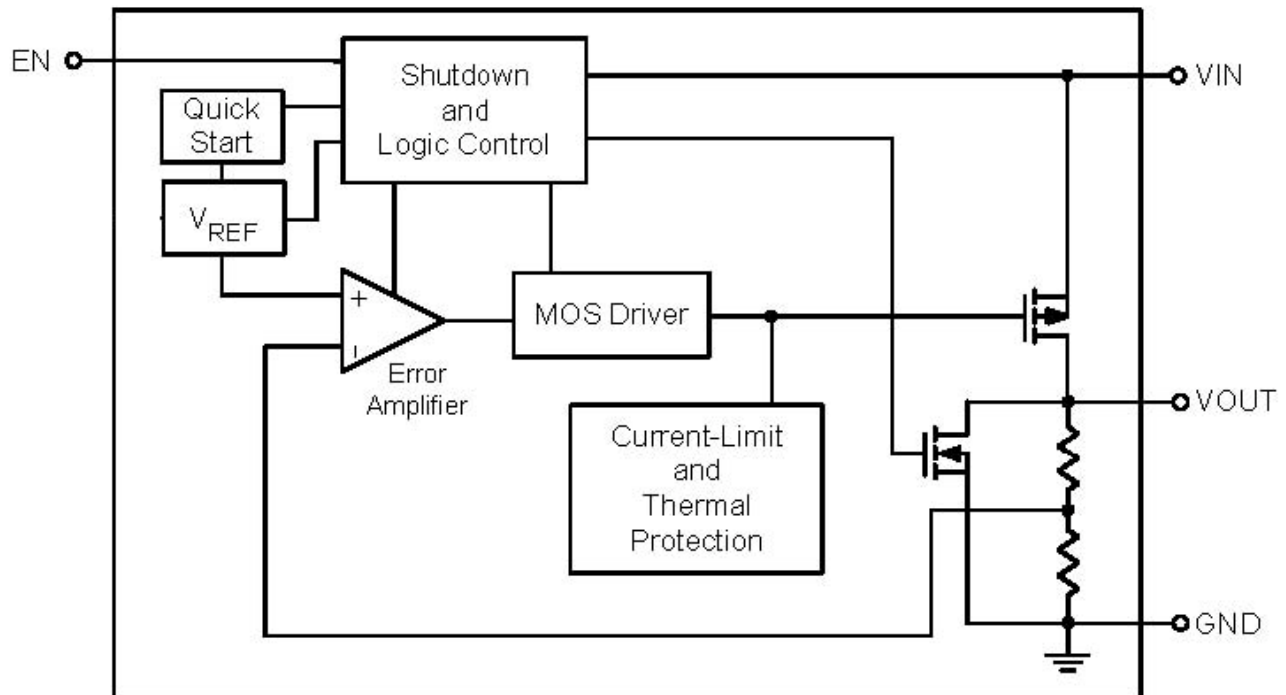 EN
Shutdown
and
Logic Control
VIN
Quick
Start
VREF
+
-
MOS Driver
Error
Amplifier
VOUT
Current-Limit
and
Thermal
Protection
GND